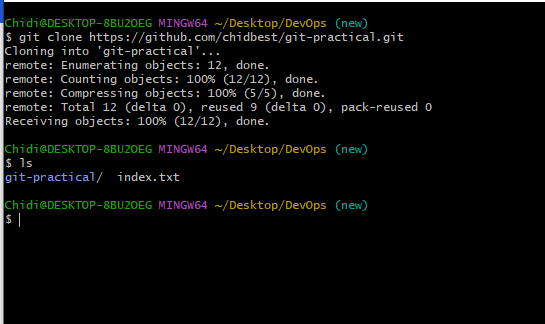 Chidi@DESKTOP-8BU2OEG MINGW64 ~/Desktop/DevOps (new)
$ git clone https://github.com/chidbest/git-practical.git
Cloning into 'git-practical'...
remote: Enumerating objects: 12, done.
remote: Counting objects: 100% (12/12), done.
remote: Compressing objects: 100% (5/5), done.
remote: Total 12 (delta 0), reused 9 (delta 0), pack-reused 0
Receiving objects: 100% (12/12), done.
Chidi@DESKTOP-8BU2OEG MINGW64 ~/Desktop/DevOps (new)
$ ls
git-practical/  index.txt
Chidi@DESKTOP-8BU2OEG MINGW64 ~/Desktop/DevOps (new)
$